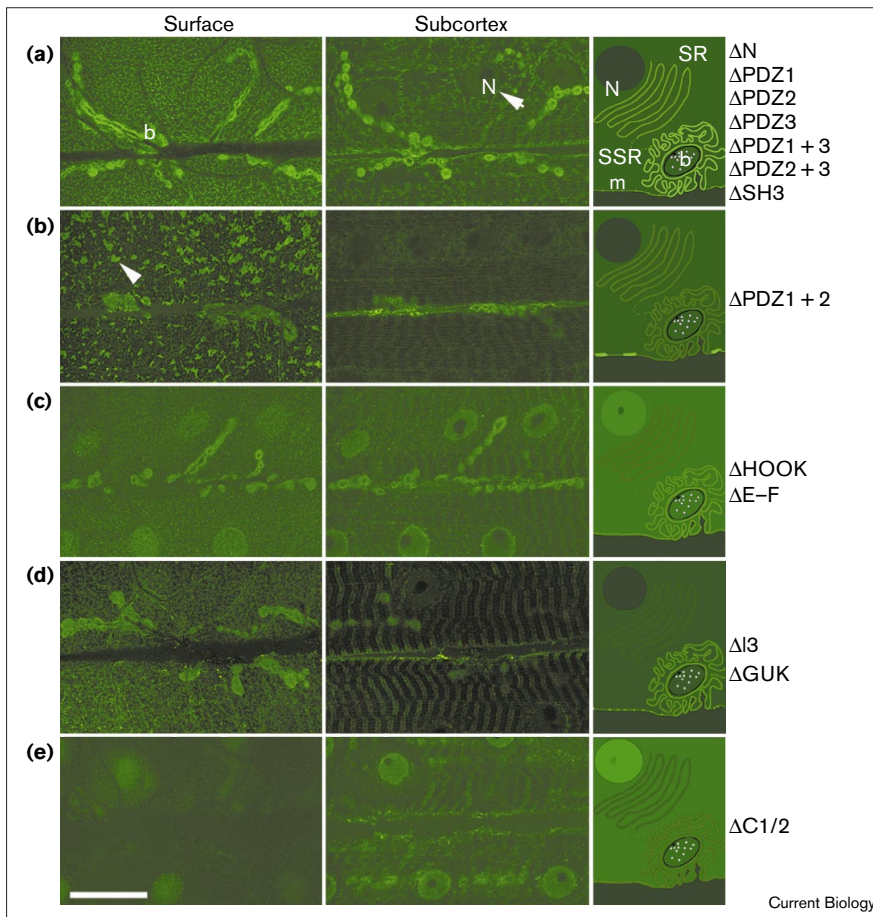 Surface
Subcortex
(a)
b
N
N
SR
SSR
b
m
ΔN
ΔPDZ1
ΔPDZ2
ΔPDZ3
ΔPDZ1 + 3
ΔPDZ2 + 3
ΔSH3
(b)
ΔPDZ1 + 2
(c)
ΔHOOK
ΔE–F
(d)
ΔI3
ΔGUK
(e)
ΔC1/2
Current Biology